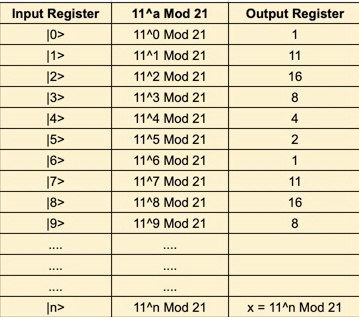 Input Register 11^a Mod 21 Output Register
|0> 11^0 Mod 21 1
|1> 11^1 Mod 21 11
|2> 11^2 Mod 21 16
|3> 11^3 Mod 21 8
|4> 11^4 Mod 21 4
|5> 11^5 Mod 21 2
|6> 11^6 Mod 21 1
|7> 11^7 Mod 21 11
|8> 11^8 Mod 21 16
|9> 11^9 Mod 21 8
.... ....
.... ....
.... ....
|n> 11^n Mod 21 x = 11^n Mod 21